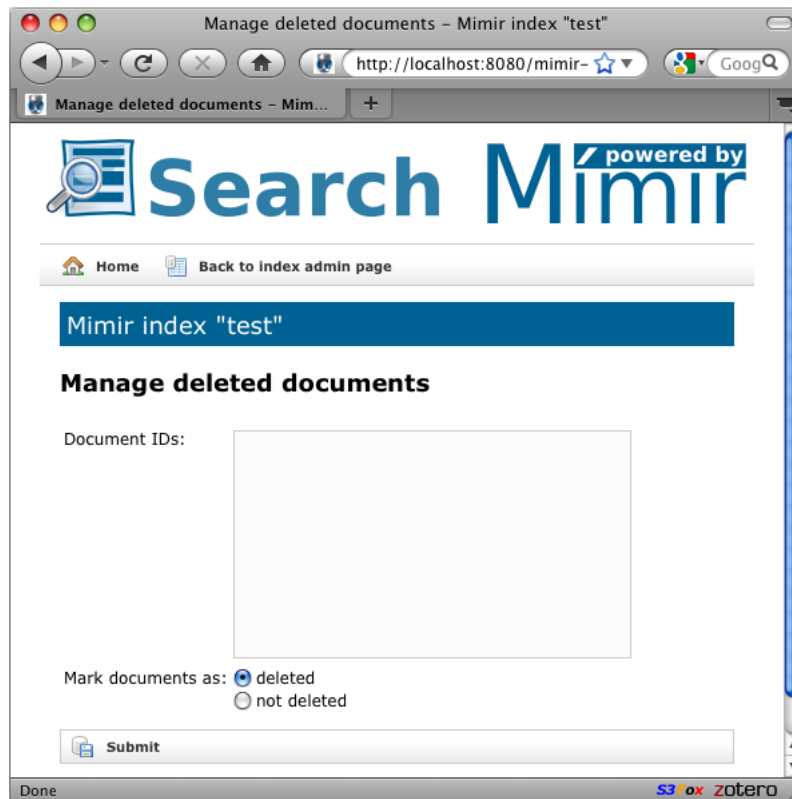 Manage deleted documents – Mimir index "test"
http://localhost:8080/mimir-
Goog
Manage deleted documents – Mim...
+
Search
powered by
Mimir
Home
Back to index admin page
Mimir index "test"
Manage deleted documents
Document IDs:
Mark documents as:
deleted
not deleted
Submit
Done
S3Fox
zotero